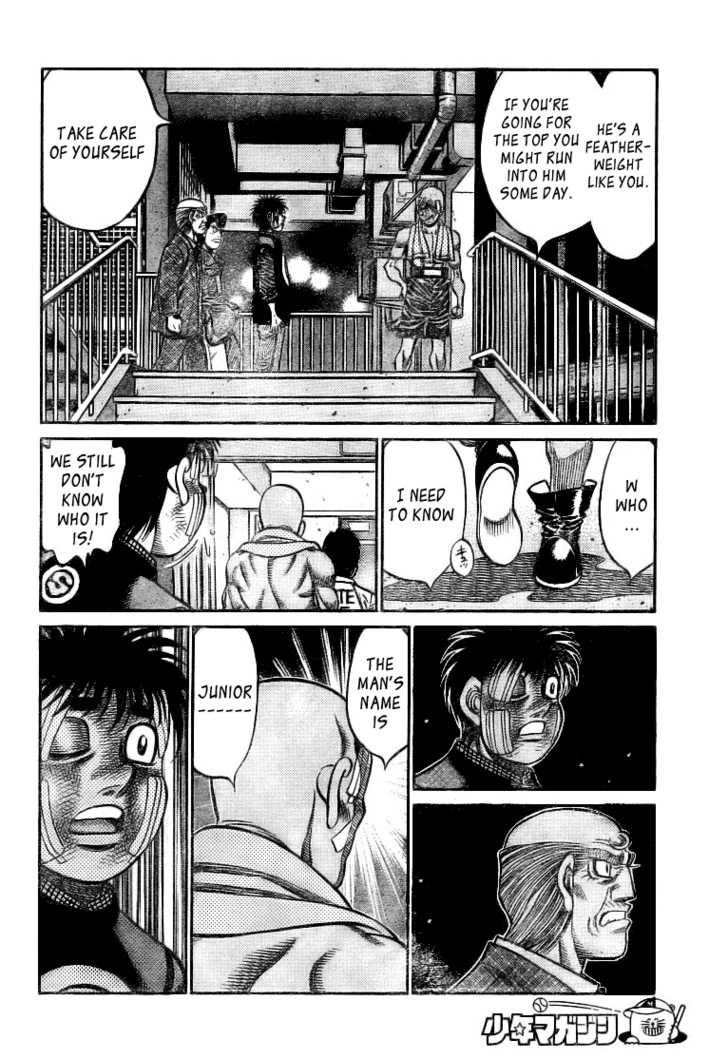 HE'S A
FEATHER-
WEIGHT
LIKE YOU.
IF YOU'RE
GOING FOR
THE TOP YOU
MIGHT RUN
INTO HIM
SOME DAY.
TAKE CARE
OF YOURSELF
W
WHO
...
I NEED
TO KNOW
WE STILL
DON'T
KNOW
WHO IT
IS!
TE
THE
MAN'S
NAME
IS
JUNIOR
------
少年マガジン